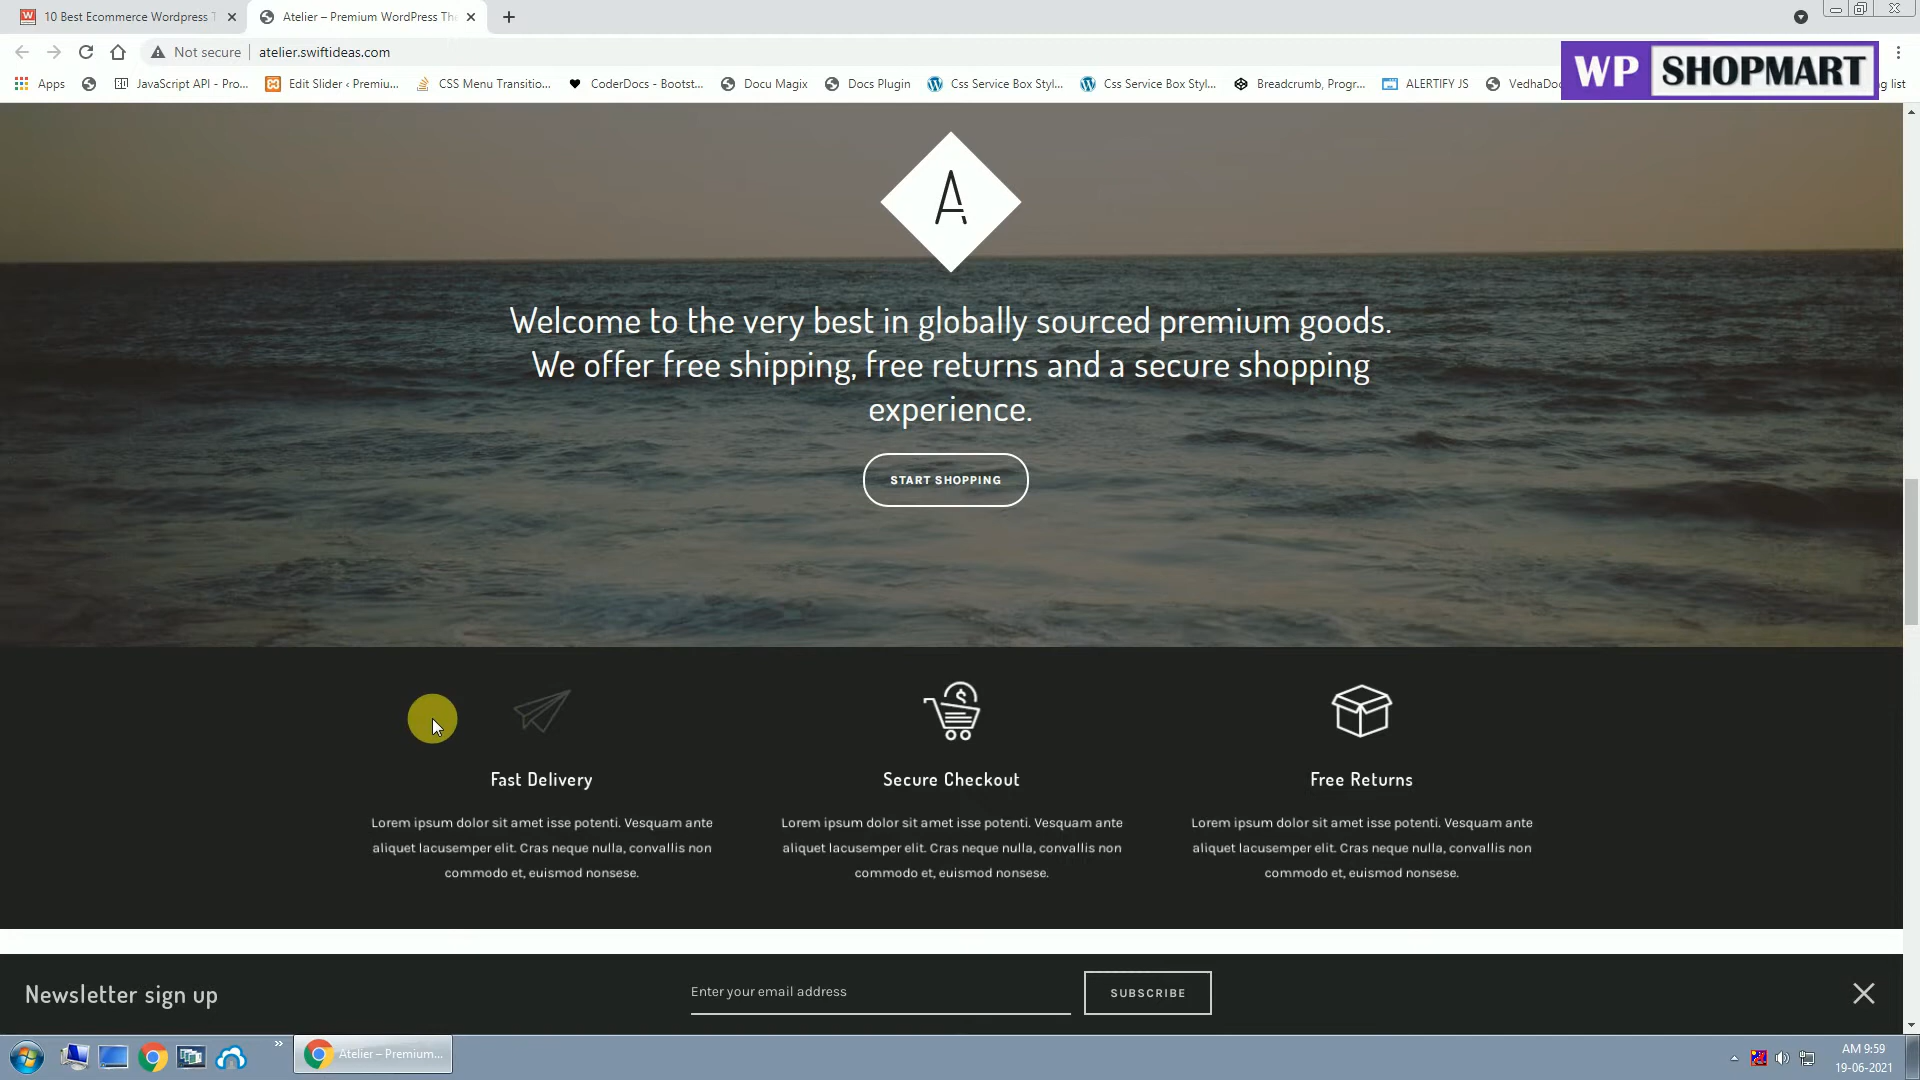 10 Best Ecommerce Wordpress T
Atelier – Premium WordPress The
Not secure
atelier.swiftideas.com
WP SHOPMART
Apps
JavaScript API - Pro...
Edit Slider ‹ Premiu...
CSS Menu Transitio...
CoderDocs - Bootst...
Docu Magix
Docs Plugin
Css Service Box Styl...
Css Service Box Styl...
Breadcrumb, Progr...
ALERTIFY JS
A
Welcome to the very best in globally sourced premium goods.
We offer free shipping, free returns and a secure shopping
experience.
START SHOPPING
Fast Delivery
Lorem ipsum dolor sit amet isse potenti. Vesquam ante
aliquet lacusemper elit. Cras neque nulla, convallis non
commodo et, euismod nonsese.
Secure Checkout
Lorem ipsum dolor sit amet isse potenti. Vesquam ante
aliquet lacusemper elit. Cras neque nulla, convallis non
commodo et, euismod nonsese.
Free Returns
Lorem ipsum dolor sit amet isse potenti. Vesquam ante
aliquet lacusemper elit. Cras neque nulla, convallis non
commodo et, euismod nonsese.
Newsletter sign up
Enter your email address
SUBSCRIBE
Atelier – Premium...
AM 9:59
19-06-2021